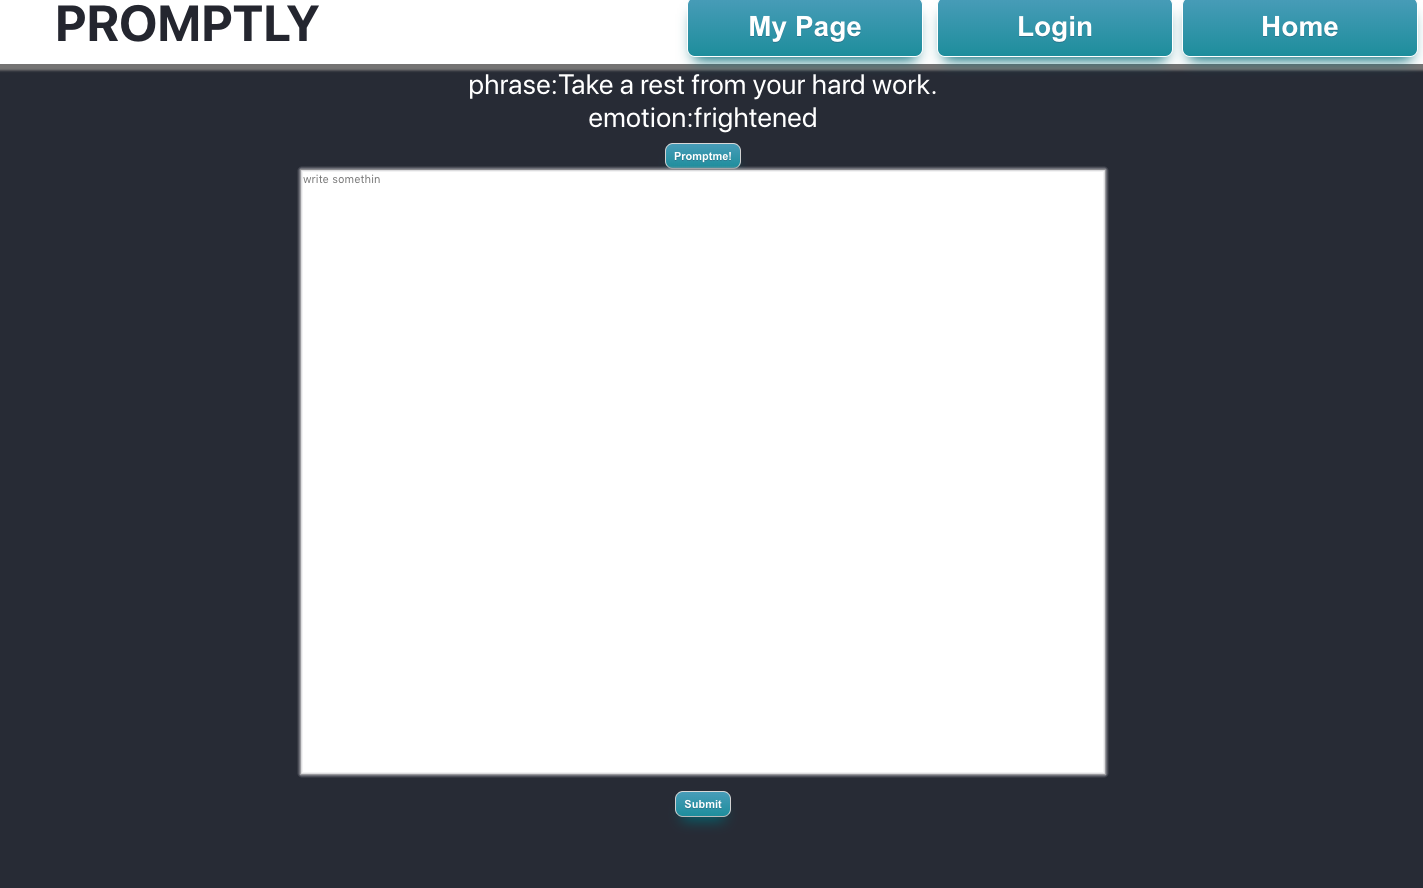 PROMPTLY
My Page
Login
Home
phrase:Take a rest from your hard work.
emotion:frightened
Promptme!
write somethin
Submit